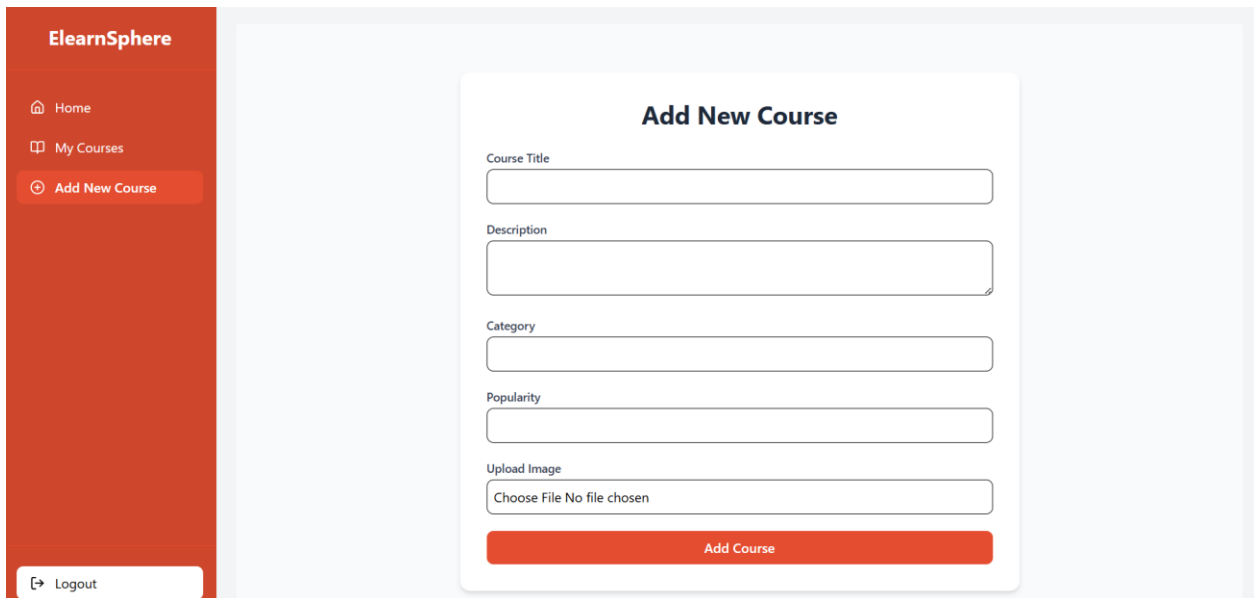 ElearnSphere
Home
My Courses
Add New Course
Logout
Add New Course
Course Title
Description
Category
Popularity
Upload Image
Choose File No file chosen
Add Course